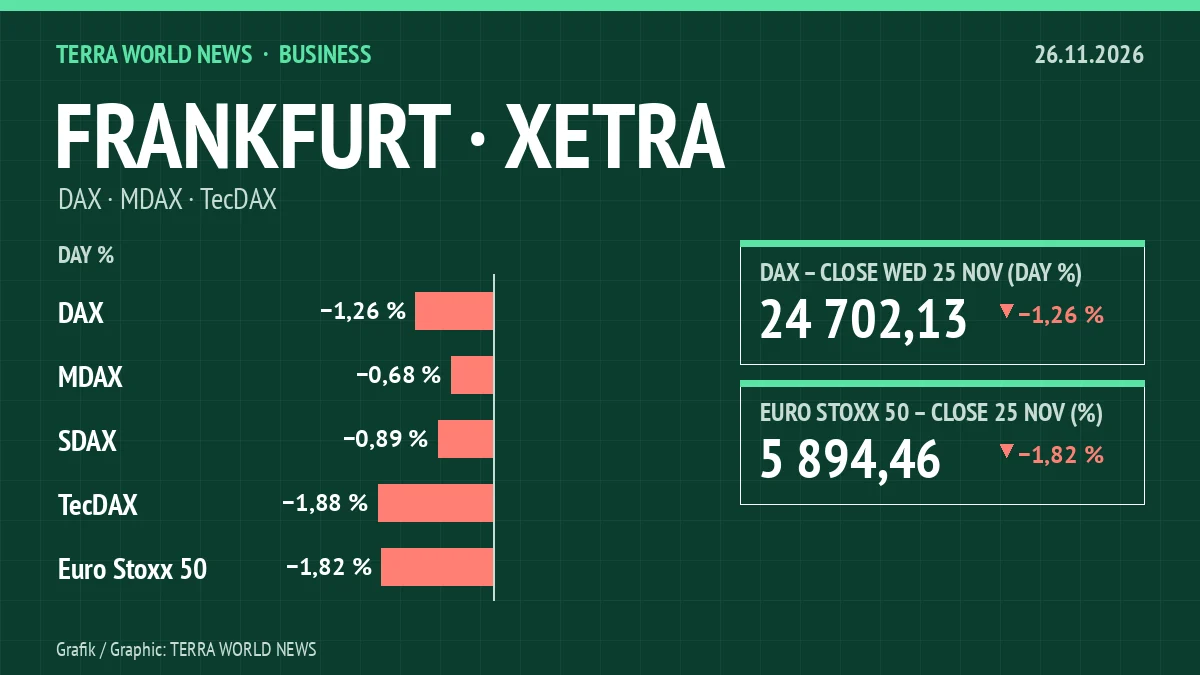 TERRA WORLD NEWS · BUSINESS
26.11.2026
FRANKFURT · XETRA
DAX · MDAX · TecDAX
DAY %
DAX −1,26 %
MDAX −0,68 %
SDAX −0,89 %
TecDAX −1,88 %
Euro Stoxx 50 −1,82 %
DAX – CLOSE WED 25 NOV (DAY %)
24 702,13 ▼−1,26 %
EURO STOXX 50 – CLOSE 25 NOV (%)
5 894,46 ▼−1,82 %
Grafik / Graphic: TERRA WORLD NEWS